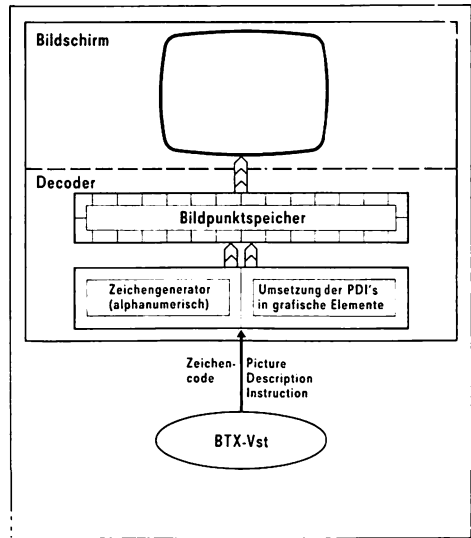 Bildschirm
Decoder
Bildpunktspeicher
Zeichengenerator
(alphanumerisch)
Umsetzung der PDI's
in grafische Elemente
Zeichen-
code
Picture
Description
Instruction
BTX-Vst